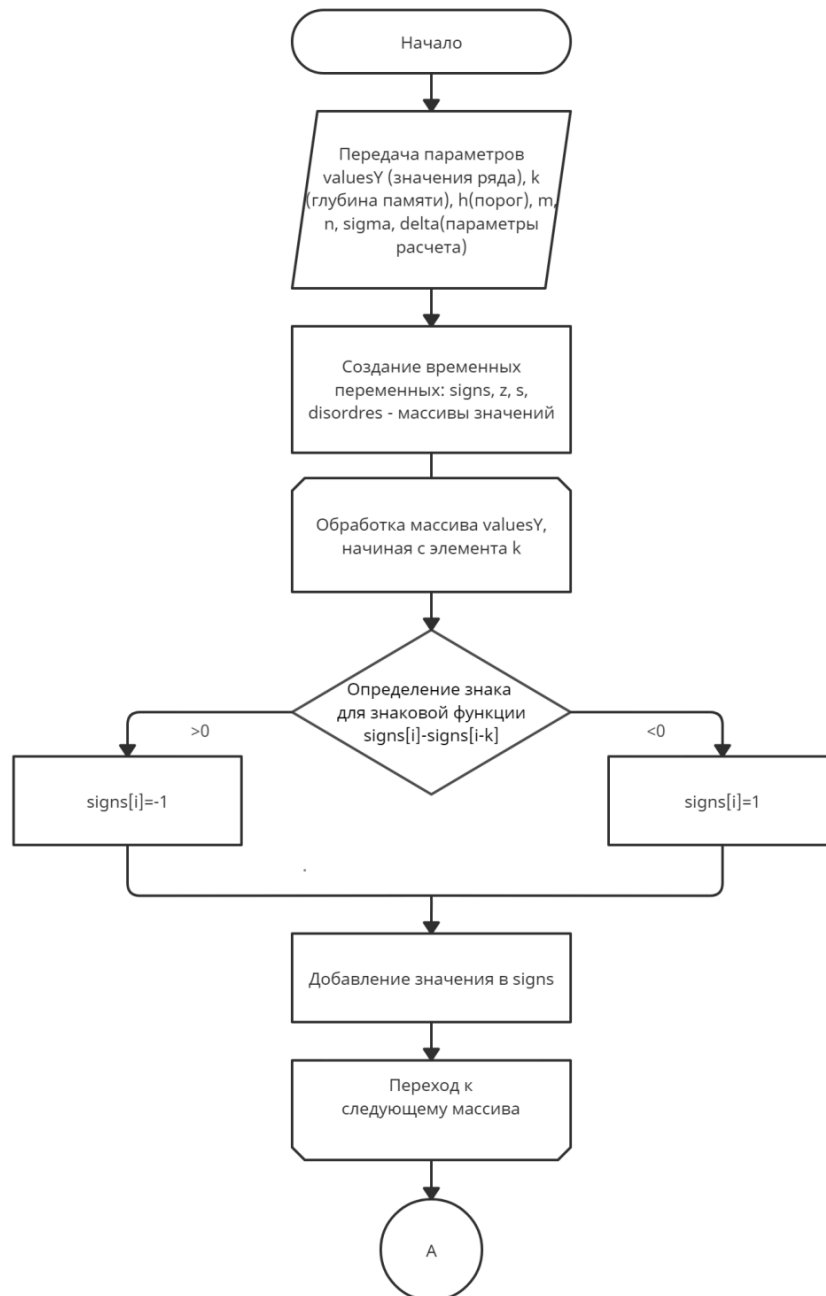 Начало
Передача параметров
valuesY (значения ряда), k
(глубина памяти), h(порог), m,
n, sigma, delta(параметры
расчета)
Создание временных
переменных: signs, z, s,
disordres - массивы значений
Обработка массива valuesY,
начиная с элемента k
Определение знака
для знаковой функции
signs[i]-signs[i-k]
>0
<0
signs[i]=-1
signs[i]=1
.
Добавление значения в signs
Переход к
следующему массива
A